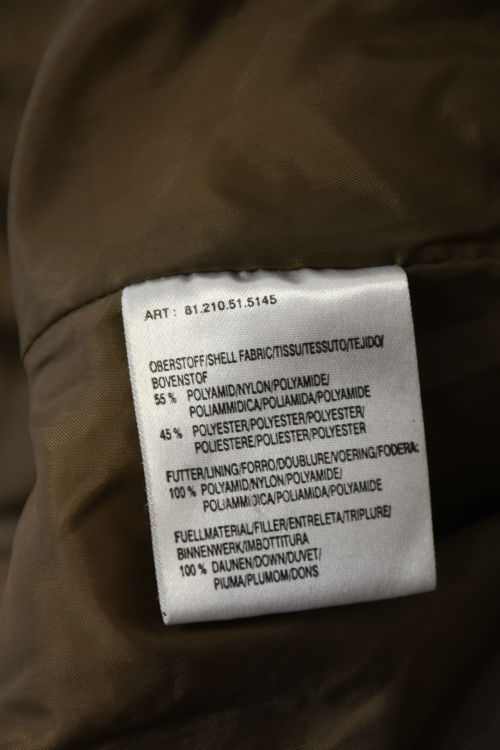 ART : 81.210.51.5145
OBERSTOFF/SHELL FABRIC/TISSU/TESSUTO/TEJIDO/
BOVENSTOF
55 % POLYAMID/NYLON/POLYAMIDE/
POLIAMMIDICA/POLIAMIDA/POLYAMIDE
45 % POLYESTER/POLYESTER/POLYESTER/
POLIESTERE/POLIESTER/POLYESTER
FUTTER/LINING/FORRO/DOUBLURE/VOERING/FODERA:
100 % POLYAMID/NYLON/POLYAMIDE/
POLIAMMIDICA/POLIAMIDA/POLYAMIDE
FUELLMATERIAL/FILLER/ENTRELETA/TRIPLURE/
BINNENWERK/IMBOTTITURA
100 % DAUNEN/DOWN/DUVET/
PIUMA/PLUMOM/DONS